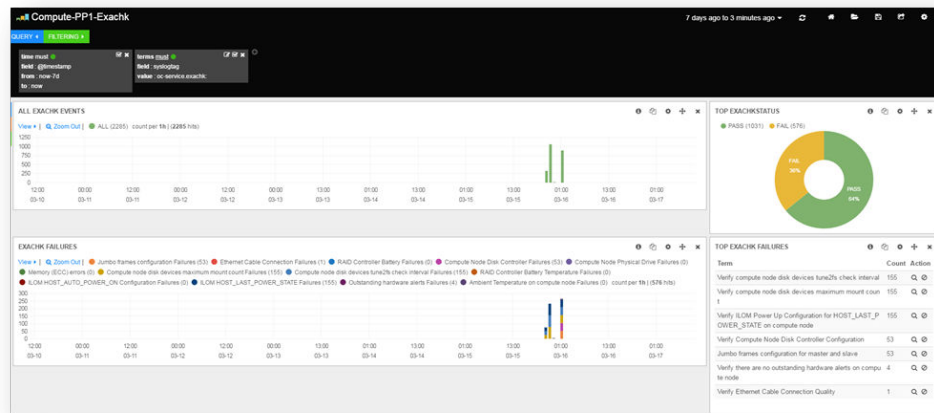 Compute-PP1-Exachk
7 days ago to 3 minutes ago
QUERY
FILTERING
time must
field : @timestamp
from : now-7d
to : now
terms must
field : syslogtag
value : oc-service.exachk:
ALL EXACHK EVENTS
View | Zoom Out | ALL (2285) count per 1h | (2285 hits)
1250
1000
750
500
250
0
12:00 00:00 12:00 00:00 12:00 00:00 13:00 01:00 13:00 01:00 13:00 01:00 13:00 01:00
03-10 03-11 03-11 03-12 03-12 03-13 03-13 03-14 03-14 03-15 03-15 03-16 03-16 03-17
TOP EXACHKSTATUS
PASS (1031) FAIL (576)
FAIL
36%
PASS
64%
EXACHK FAILURES
View | Zoom Out | Jumbo frames configuration Failures (53) Ethernet Cable Connection Failures (1) RAID Controller Battery Failures (0) Compute Node Disk Controller Failures (53) Compute Node Physical Drive Failures (0)
Memory (ECC) errors (0) Compute node disk devices maximum mount count Failures (155) Compute node disk devices tune2fs check interval Failures (155) RAID Controller Battery Temperature Failures (0)
ILOM HOST_AUTO_POWER_ON Configuration Failures (0) ILOM HOST_LAST_POWER_STATE Failures (155) Outstanding hardware alerts Failures (4) Ambient Temperature on compute node Failures (0) count per 1h | (576 hits)
300
250
200
150
100
50
0
12:00 00:00 12:00 00:00 12:00 00:00 13:00 01:00 13:00 01:00 13:00 01:00 13:00 01:00
03-10 03-11 03-11 03-12 03-12 03-13 03-13 03-14 03-14 03-15 03-15 03-16 03-16 03-17
TOP EXACHK FAILURES
Term Count Action
Verify compute node disk devices tune2fs check interval 155
Verify compute node disk devices maximum mount coun 155
t
Verify ILOM Power Up Configuration for HOST_LAST_P 155
OWER_STATE on compute node
Verify Compute Node Disk Controller Configuration 53
Jumbo frames configuration for master and slave 53
Verify there are no outstanding hardware alerts on compu 4
te node
Verify Ethernet Cable Connection Quality 1